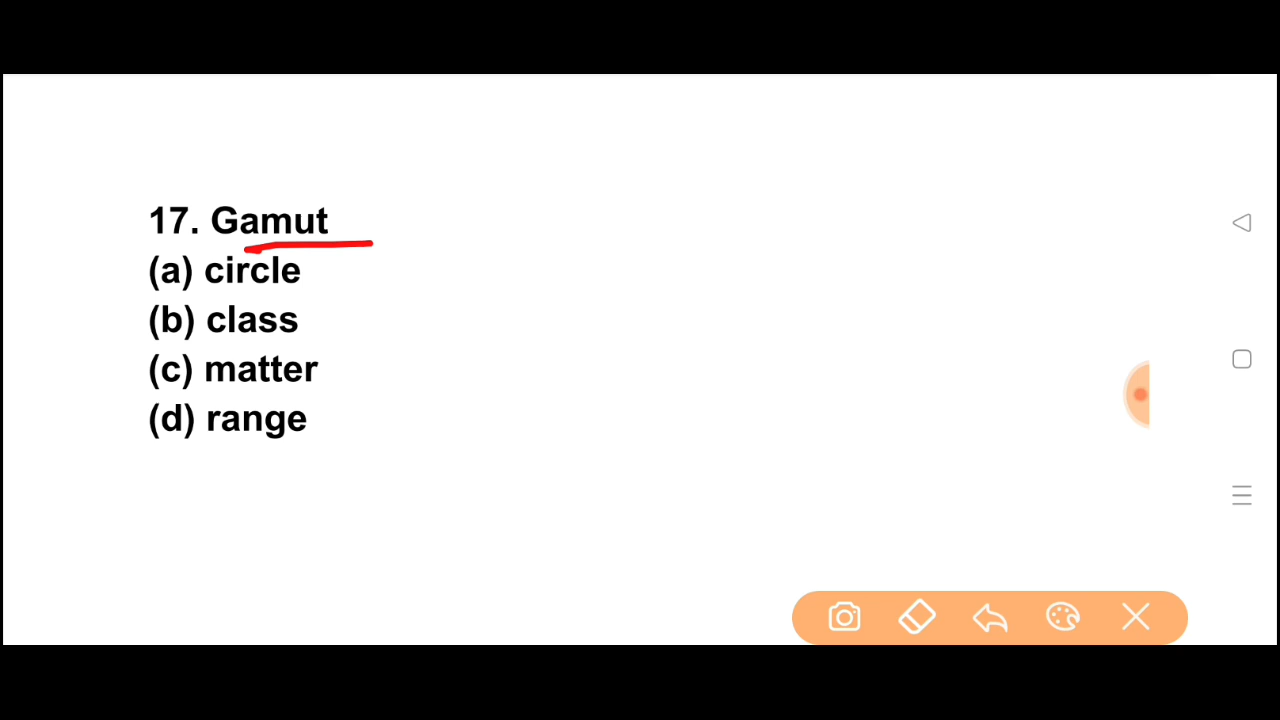 17. Gamut
(a) circle
(b) class
(c) matter
(d) range